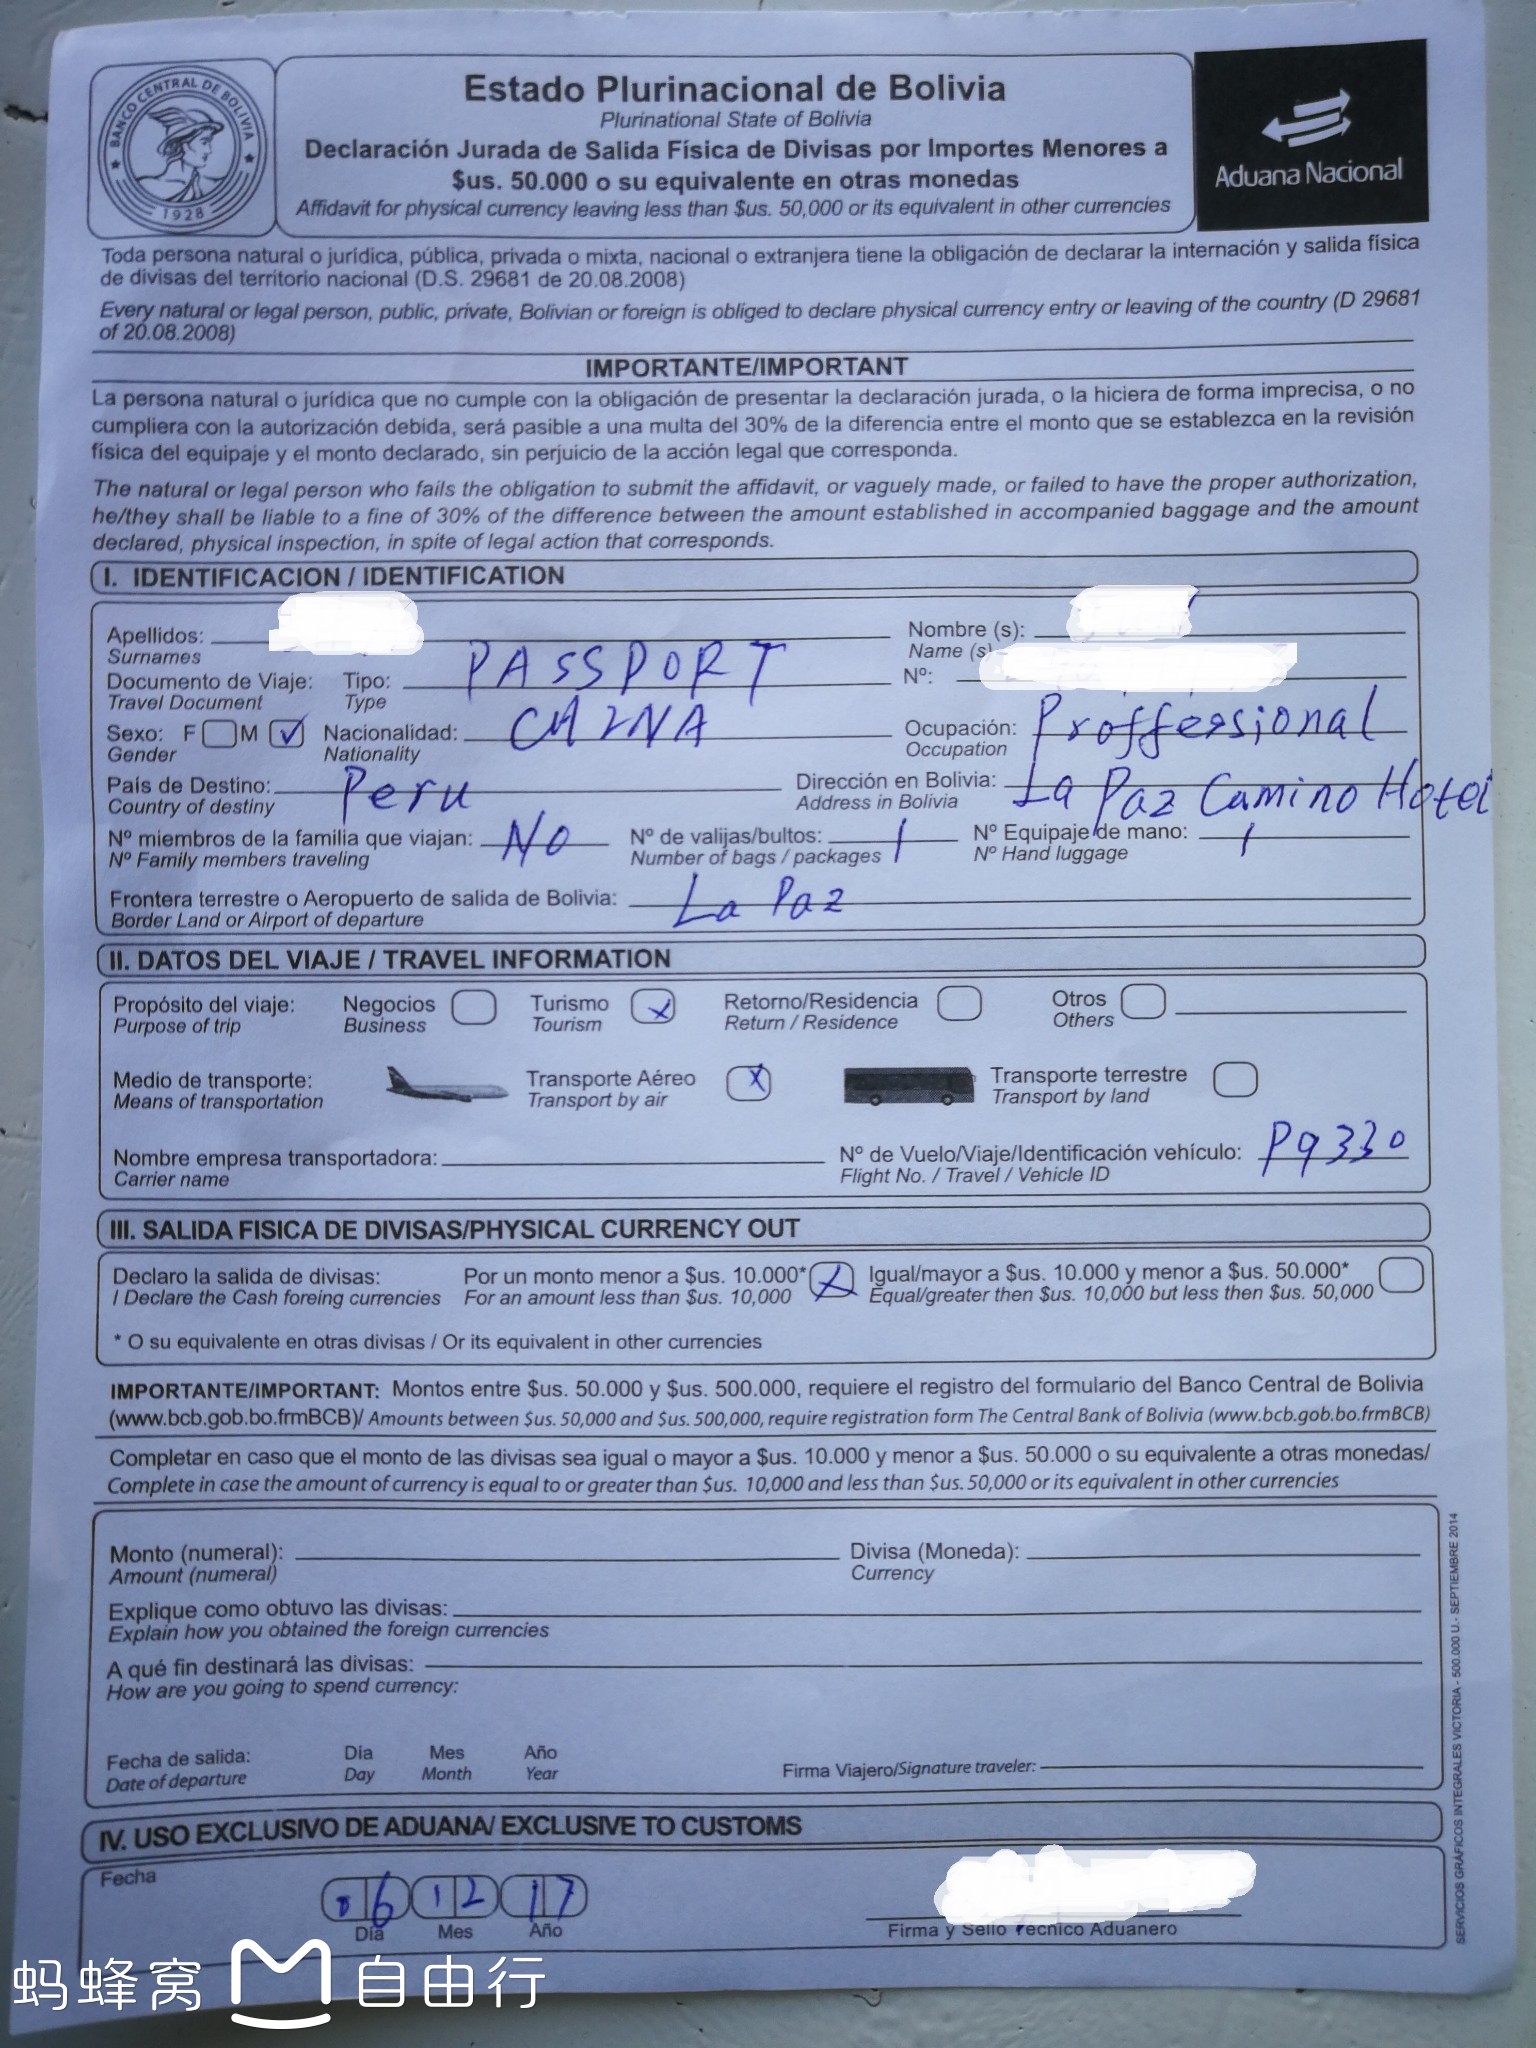 BANCO CENTRAL DE BOLIVIA
1928
Estado Plurinacional de Bolivia
Plurinational State of Bolivia
Declaración Jurada de Salida Física de Divisas por Importes Menores a
$us. 50.000 o su equivalente en otras monedas
Affidavit for physical currency leaving less than $us. 50,000 or its equivalent in other currencies
Aduana Nacional
Toda persona natural o jurídica, pública, privada o mixta, nacional o extranjera tiene la obligación de declarar la internación y salida física
de divisas del territorio nacional (D.S. 29681 de 20.08.2008)
Every natural or legal person, public, private, Bolivian or foreign is obliged to declare physical currency entry or leaving of the country (D 29681
of 20.08.2008)
IMPORTANTE/IMPORTANT
La persona natural o jurídica que no cumple con la obligación de presentar la declaración jurada, o la hiciera de forma imprecisa, o no
cumpliera con la autorización debida, será pasible a una multa del 30% de la diferencia entre el monto que se establezca en la revisión
física del equipaje y el monto declarado, sin perjuicio de la acción legal que corresponda.
The natural or legal person who fails the obligation to submit the affidavit, or vaguely made, or failed to have the proper authorization,
he/they shall be liable to a fine of 30% of the difference between the amount established in accompanied baggage and the amount
declared, physical inspection, in spite of legal action that corresponds.
I. IDENTIFICACION / IDENTIFICATION
Apellidos: Nombre (s):
Surnames Name (s)
Documento de Viaje: Tipo: PASSPORT Nº:
Travel Document Type
Sexo: F M Nacionalidad: CHINA Ocupación: Proffessional
Gender Nationality Occupation
País de Destino: Peru Dirección en Bolivia: La Paz Camino Hotel
Country of destiny Address in Bolivia
Nº miembros de la familia que viajan: No Nº de valijas/bultos: 1 Nº Equipaje de mano: 1
Nº Family members traveling Number of bags / packages Nº Hand luggage
Frontera terrestre o Aeropuerto de salida de Bolivia: La Paz
Border Land or Airport of departure
II. DATOS DEL VIAJE / TRAVEL INFORMATION
Propósito del viaje: Negocios Turismo X Retorno/Residencia Otros
Purpose of trip Business Tourism Return / Residence Others
Medio de transporte: Transporte Aéreo X Transporte terrestre
Means of transportation Transport by air Transport by land
Nombre empresa transportadora: Nº de Vuelo/Viaje/Identificación vehículo: P9330
Carrier name Flight No. / Travel / Vehicle ID
III. SALIDA FISICA DE DIVISAS/PHYSICAL CURRENCY OUT
Declaro la salida de divisas: Por un monto menor a $us. 10.000* X Igual/mayor a $us. 10.000 y menor a $us. 50.000*
I Declare the Cash foreing currencies For an amount less than $us. 10,000 Equal/greater then $us. 10,000 but less then $us. 50,000
* O su equivalente en otras divisas / Or its equivalent in other currencies
IMPORTANTE/IMPORTANT: Montos entre $us. 50.000 y $us. 500.000, requiere el registro del formulario del Banco Central de Bolivia
(www.bcb.gob.bo.frmBCB)/ Amounts between $us. 50,000 and $us. 500,000, require registration form The Central Bank of Bolivia (www.bcb.gob.bo.frmBCB)
Completar en caso que el monto de las divisas sea igual o mayor a $us. 10.000 y menor a $us. 50.000 o su equivalente a otras monedas/
Complete in case the amount of currency is equal to or greater than $us. 10,000 and less than $us. 50,000 or its equivalent in other currencies
Monto (numeral): Divisa (Moneda):
Amount (numeral) Currency
Explique como obtuvo las divisas:
Explain how you obtained the foreign currencies
A qué fin destinará las divisas:
How are you going to spend currency:
Fecha de salida: Día Mes Año
Date of departure Day Month Year
Firma Viajero/Signature traveler:
SERVICIOS GRÁFICOS INTEGRALES VICTORIA - 500.000 U.- SEPTIEMBRE 2014
IV. USO EXCLUSIVO DE ADUANA/ EXCLUSIVE TO CUSTOMS
Fecha
06 12 17
Día Mes Año
Firma y Sello Técnico Aduanero
蚂蜂窝 自由行